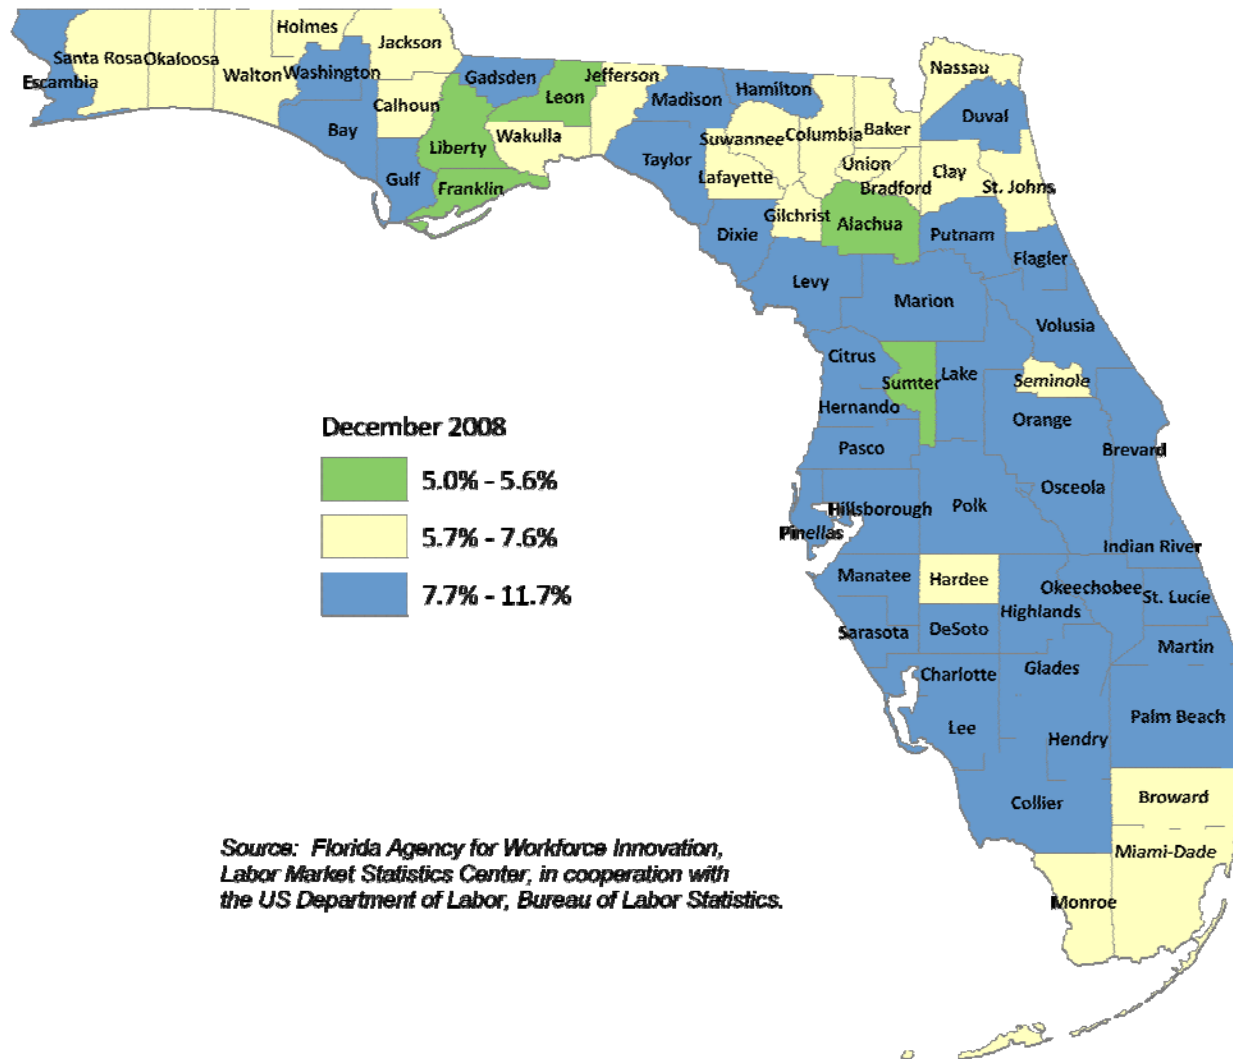 Holmes
Jackson
Santa Rosa
Okaloosa
Escambia
Walton
Washington
Gadsden
Jefferson
Leon
Calhoun
Bay
Liberty
Wakulla
Gulf
Franklin
Madison
Hamilton
Nassau
Duval
Taylor
Suwannee
Columbia
Baker
Lafayette
Union
Bradford
Clay
St. Johns
Gilchrist
Alachua
Dixie
Putnam
Flagler
Levy
Marion
Volusia
Citrus
Sumter
Lake
Seminole
Hernando
Orange
Pasco
Brevard
Osceola
Hillsborough
Polk
Pinellas
Indian River
Manatee
Hardee
Okeechobee
St. Lucie
Highlands
Sarasota
DeSoto
Martin
Charlotte
Glades
Palm Beach
Lee
Hendry
Collier
Broward
Miami-Dade
Monroe
December 2008
5.0% - 5.6%
5.7% - 7.6%
7.7% - 11.7%
Source: Florida Agency for Workforce Innovation,
Labor Market Statistics Center, in cooperation with
the US Department of Labor, Bureau of Labor Statistics.